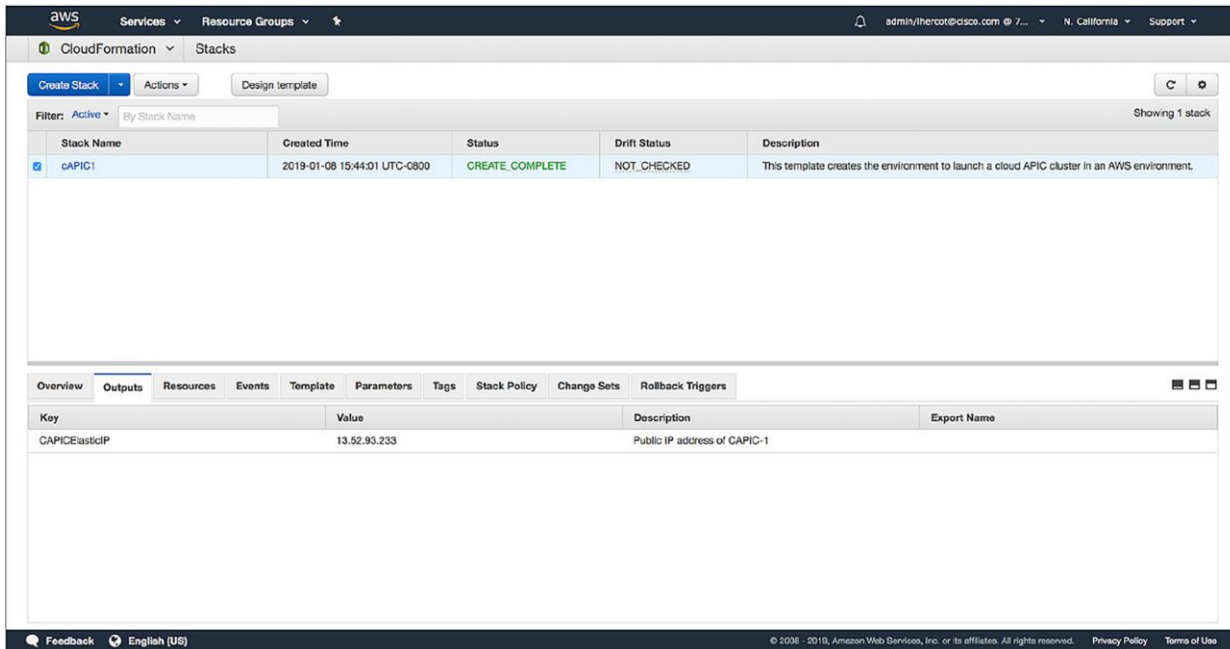 aws Services Resource Groups admin/lhercot@cisco.com @ 7... N. California Support
CloudFormation Stacks
Create Stack Actions Design template
Filter: Active By Stack Name Showing 1 stack
Stack Name Created Time Status Drift Status Description
cAPIC1 2019-01-08 15:44:01 UTC-0800 CREATE_COMPLETE NOT_CHECKED This template creates the environment to launch a cloud APIC cluster in an AWS environment.
Overview Outputs Resources Events Template Parameters Tags Stack Policy Change Sets Rollback Triggers
Key Value Description Export Name
CAPICElasticIP 13.52.93.233 Public IP address of CAPIC-1
Feedback English (US) © 2008 - 2019, Amazon Web Services, Inc. or its affiliates. All rights reserved. Privacy Policy Terms of Use